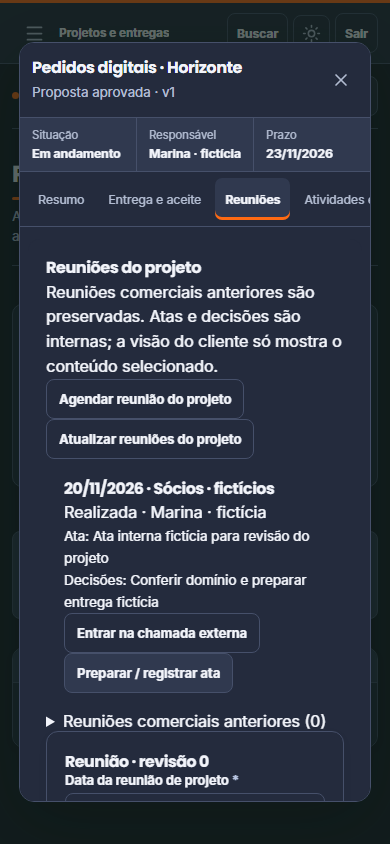 Projetos e entregas
Buscar
Sair
Pedidos digitais · Horizonte
Proposta aprovada · v1
Situação
Em andamento
Responsável
Marina · fictícia
Prazo
23/11/2026
Resumo
Entrega e aceite
Reuniões
Atividades
Reuniões do projeto
Reuniões comerciais anteriores são
preservadas. Atas e decisões são
internas; a visão do cliente só mostra o
conteúdo selecionado.
Agendar reunião do projeto
Atualizar reuniões do projeto
20/11/2026 · Sócios · fictícios
Realizada · Marina · fictícia
Ata: Ata interna fictícia para revisão do
projeto
Decisões: Conferir domínio e preparar
entrega fictícia
Entrar na chamada externa
Preparar / registrar ata
Reuniões comerciais anteriores (0)
Reunião · revisão 0
Data da reunião de projeto *